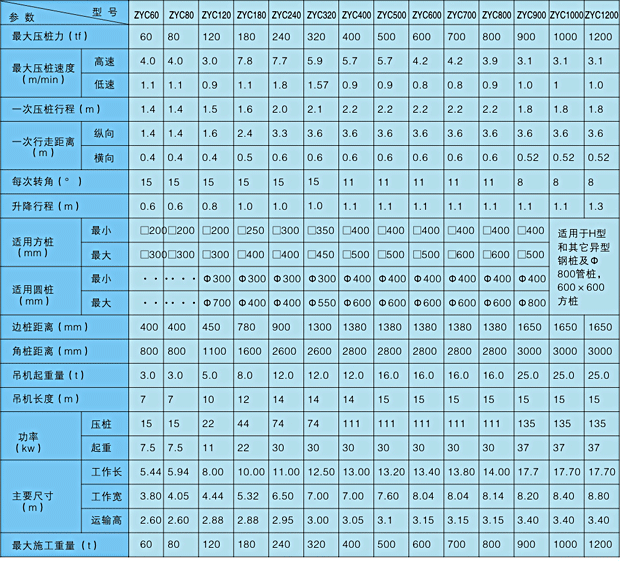 参数 型号 ZYC60 ZYC80 ZYC120 ZYC180 ZYC240 ZYC320 ZYC400 ZYC500 ZYC600 ZYC700 ZYC800 ZYC900 ZYC1000 ZYC1200
最大压桩力(tf) 60 80 120 180 240 320 400 500 600 700 800 900 1000 1200
最大压桩速度(m/min) 高速 4.0 4.0 3.0 7.8 7.7 5.9 5.7 5.7 4.2 4.2 3.9 3.1 3.1 3.1
低速 1.1 1.1 0.9 1.1 1.8 1.57 0.9 0.9 0.8 0.8 0.9 1.0 1 1.0
一次压桩行程(m) 1.4 1.4 1.5 1.6 2.0 2.1 2.2 2.2 2.2 2.2 2.2 1.8 1.8 1.8
一次行走距离(m) 纵向 1.4 1.4 1.6 2.4 3.3 3.6 3.6 3.6 3.6 3.6 3.6 3.6 3.6 3.6
横向 0.4 0.4 0.4 0.5 0.6 0.6 0.6 0.6 0.6 0.6 0.6 0.52 0.52 0.52
每次转角(°) 15 15 15 15 15 15 11 11 11 11 11 8 8 8
升降行程(m) 0.6 0.6 0.8 1.0 1.0 1.0 1.1 1.1 1.1 1.1 1.1 1.1 1.1 1.3
适用方桩(mm) 最小 □200 □200 □200 □250 □300 □350 □400 □400 □400 □400 □400 □400
最大 □300 □300 □300 □400 □400 □450 □500 □500 □500 □600 □600 □500
适用圆桩(mm) 最小 ··· ··· Φ300 Φ300 Φ300 Φ300 Φ400 Φ400 Φ400 Φ400 Φ400 Φ400
最大 ··· ··· Φ700 Φ400 Φ400 Φ550 Φ600 Φ600 Φ600 Φ600 Φ600 Φ800
适用于H型
和其它异型
钢桩及Φ
800管桩,
600×600
方桩
边桩距离(mm) 400 400 450 780 900 1300 1380 1380 1380 1380 1380 1650 1650 1650
角桩距离(mm) 800 800 1100 1600 2600 2600 2800 2800 2800 2800 2800 3000 3000 3000
吊机起重量(t) 3.0 3.0 5.0 8.0 12.0 12.0 12.0 16.0 16.0 16.0 16.0 25.0 25.0 25.0
吊机长度(m) 7 7 10 12 14 14 14 15 15 15 15 15 15 15
功率(kw) 压桩 15 15 22 44 74 74 111 111 111 111 111 135 135 135
起重 7.5 7.5 11 22 30 30 30 30 30 30 30 37 37 37
主要尺寸(m) 工作长 5.44 5.94 8.00 10.00 11.00 12.50 13.00 13.20 13.40 13.80 14.00 17.7 17.70 17.70
工作宽 3.80 4.05 4.44 5.32 6.50 7.00 7.00 7.60 8.04 8.04 8.14 8.20 8.40 8.80
运输高 2.60 2.60 2.88 2.88 2.95 3.00 3.05 3.1 3.15 3.15 3.15 3.40 3.40 3.40
最大施工重量(t) 60 80 120 180 240 320 400 500 600 700 800 900 1000 1200